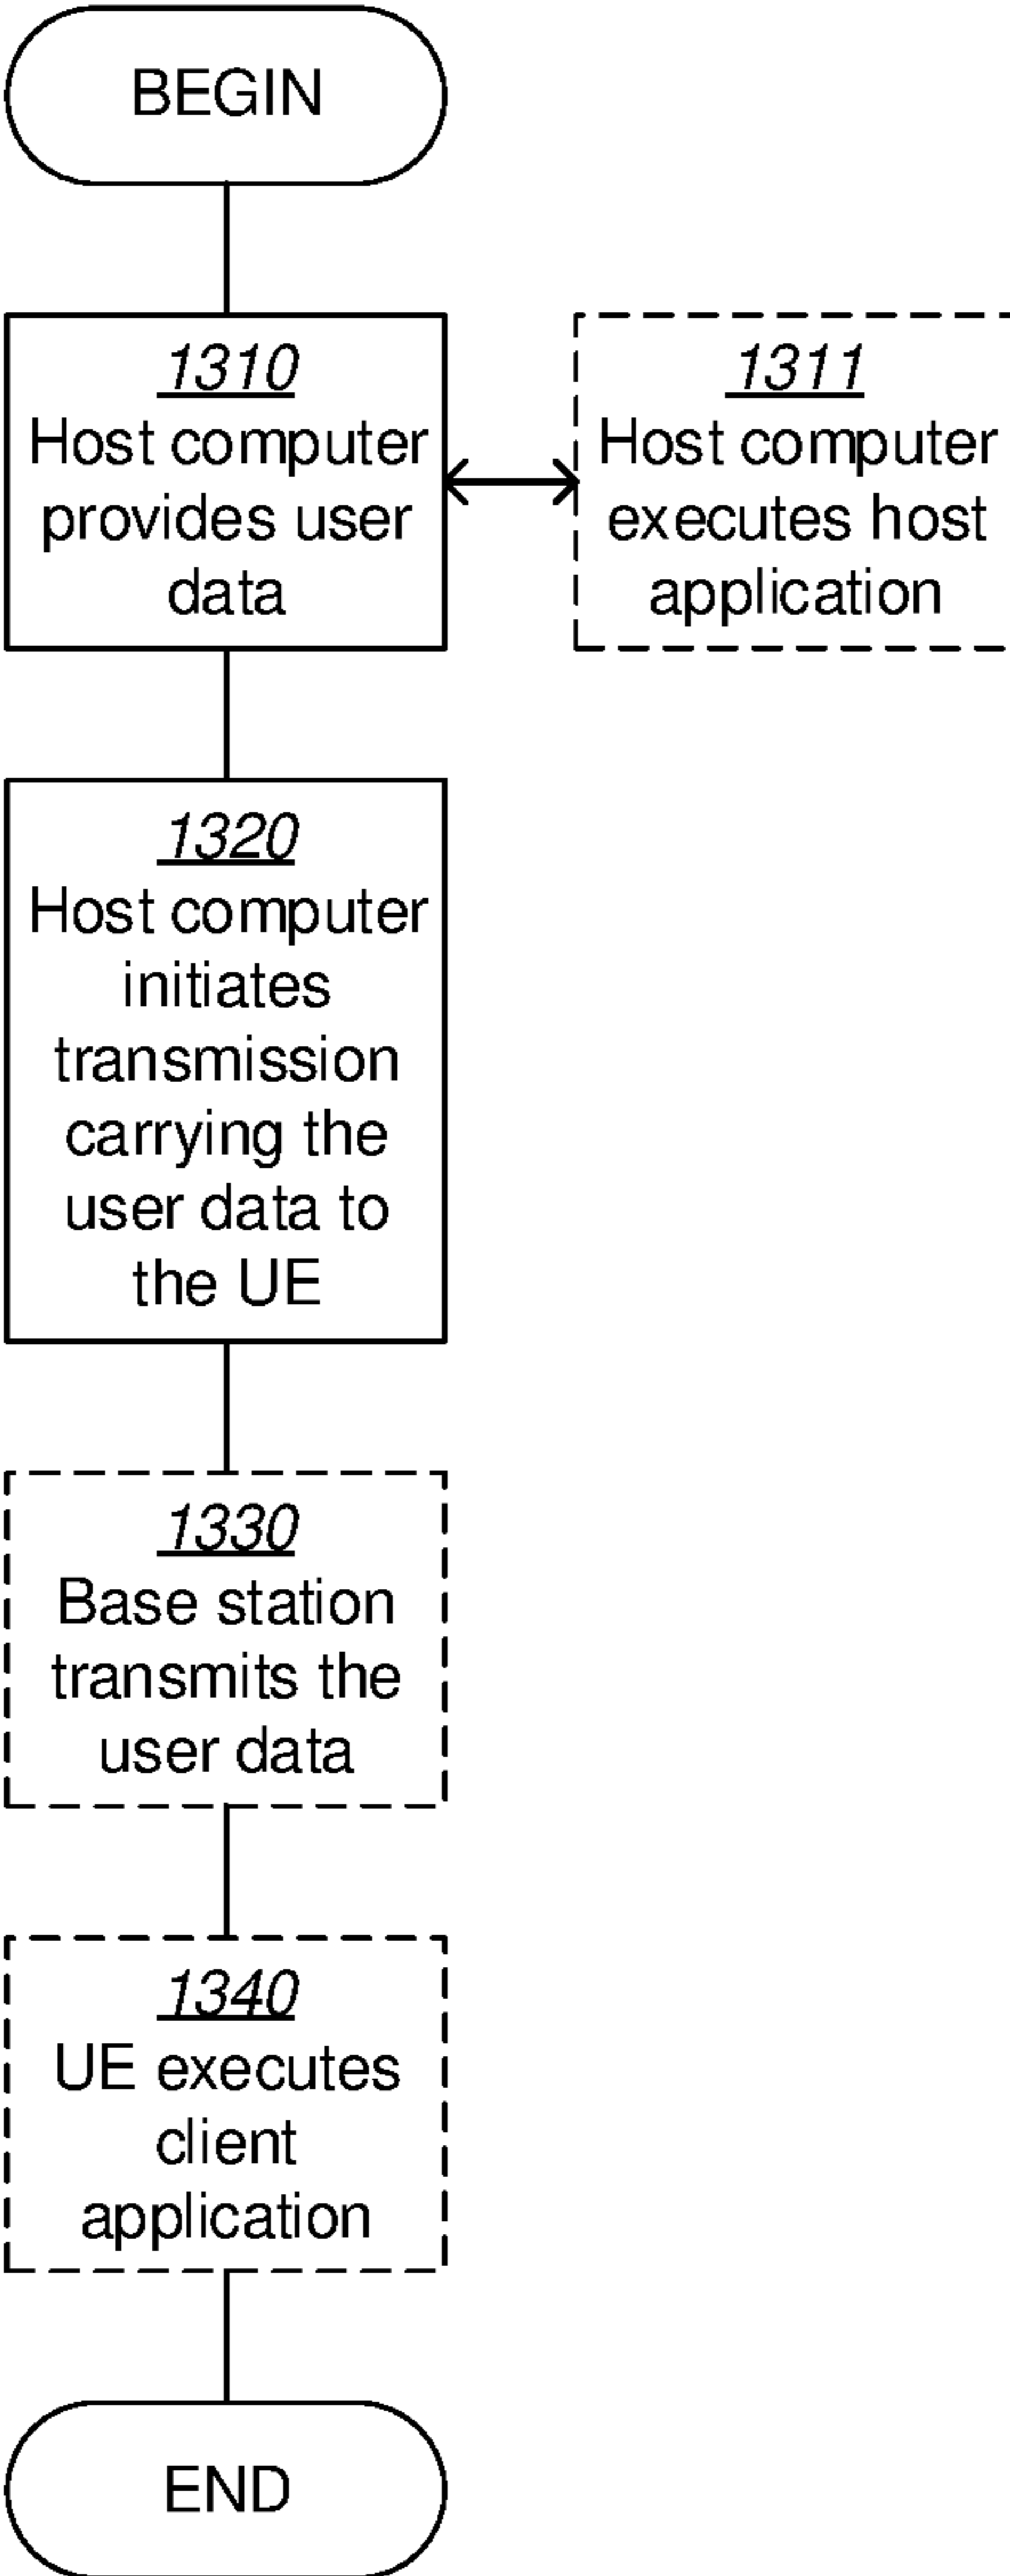 BEGIN
1310
Host computer
provides user
data
1311
Host computer
executes host
application
1320
Host computer
initiates
transmission
carrying the
user data to
the UE
1330
Base station
transmits the
user data
1340
UE executes
client
application
END